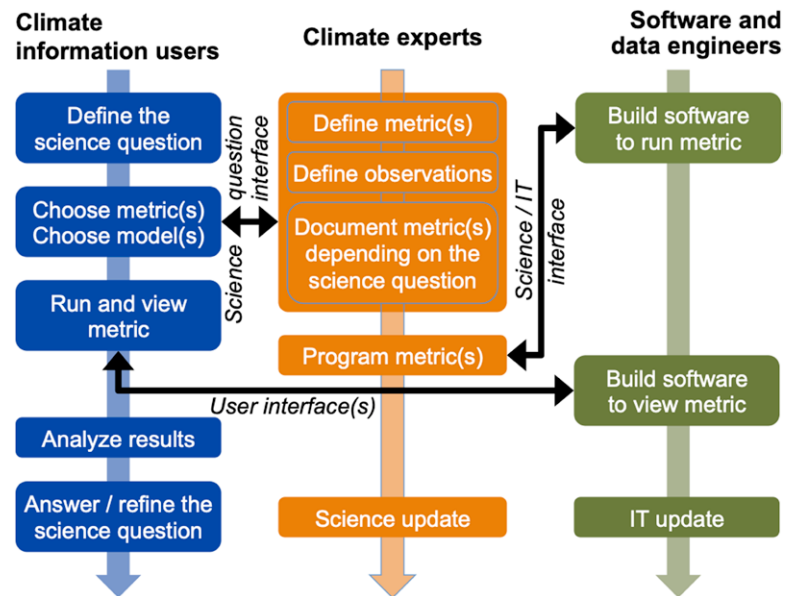 Climate
information users
Define the
science question
Choose metric(s)
Choose model(s)
Run and view
metric
Analyze results
Answer / refine the
science question
Science
question
interface
Climate experts
Define metric(s)
Define observations
Document metric(s)
depending on the
science question
Program metric(s)
Science update
Science / IT
interface
User interface(s)
Software and
data engineers
Build software
to run metric
Build software
to view metric
IT update